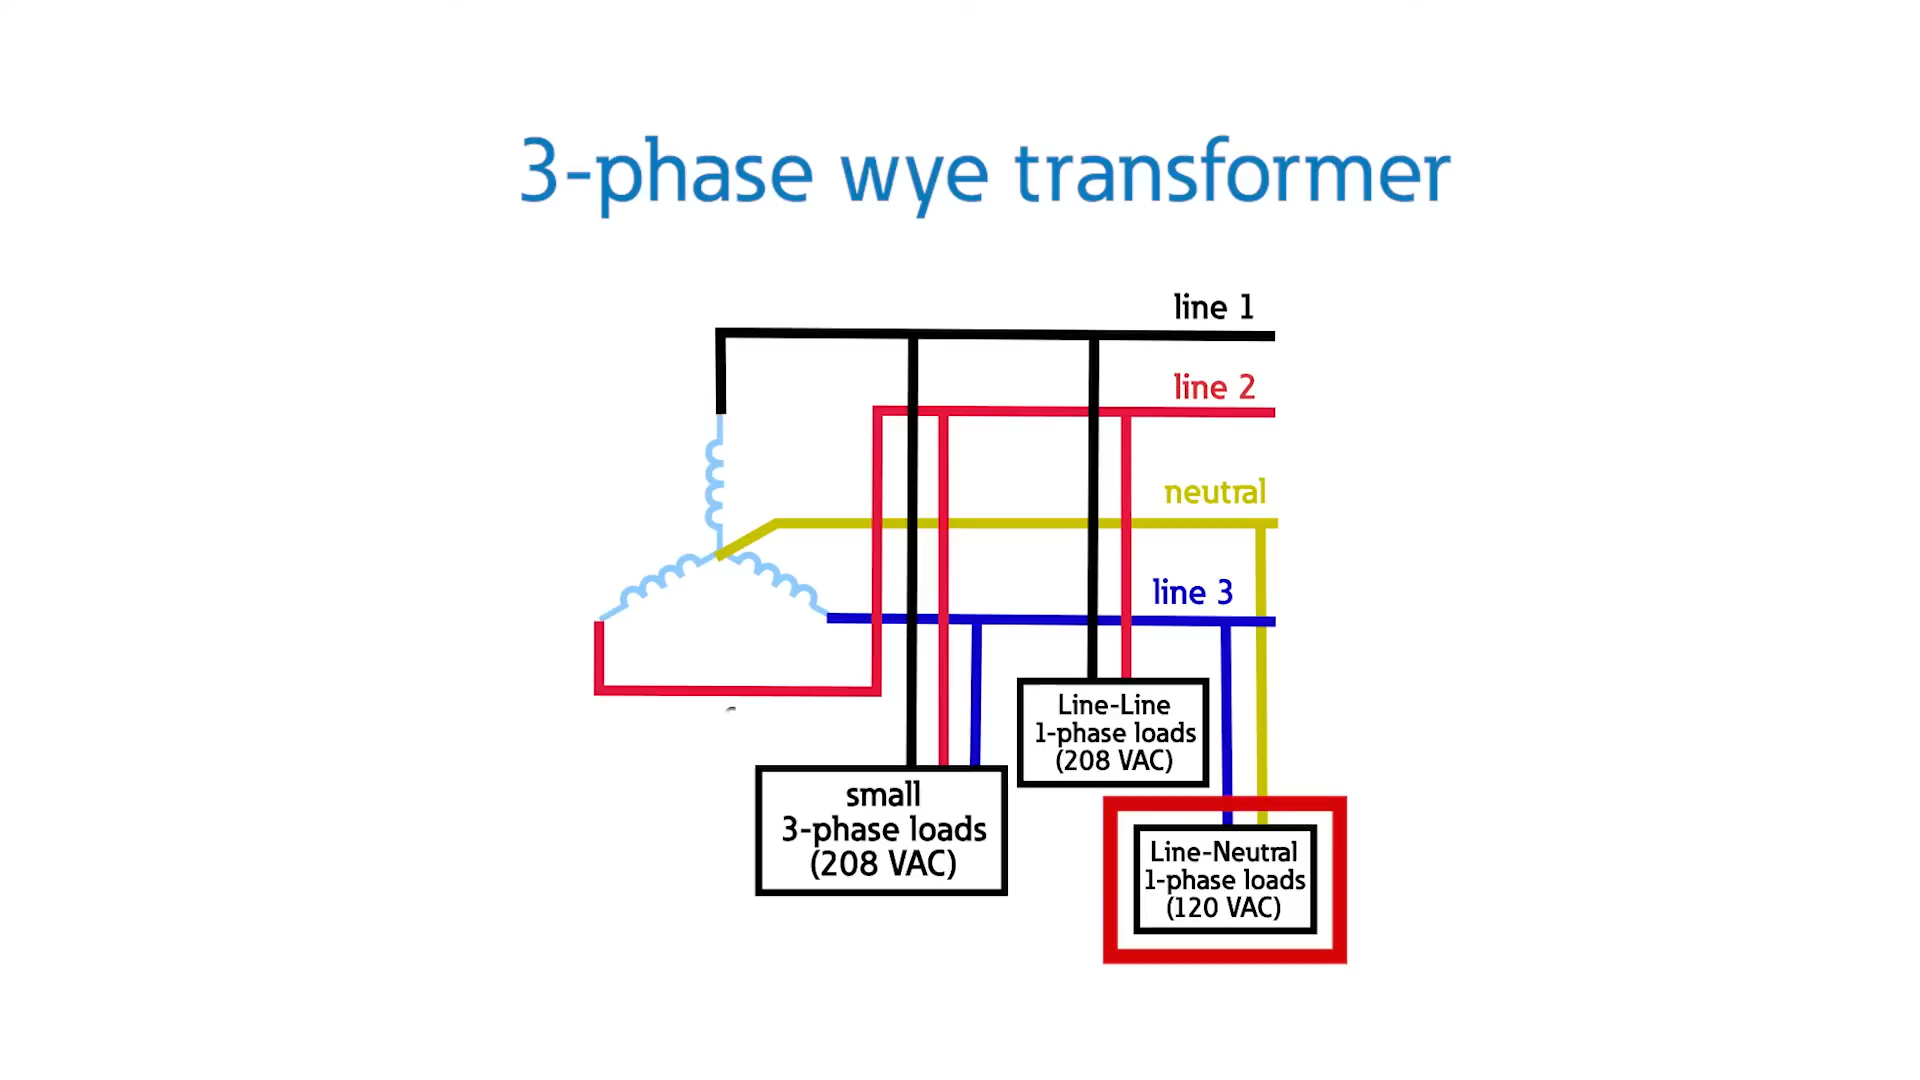 3-phase wye transformer
line 1
line 2
neutral
line 3
Line-Line
1-phase loads
(208 VAC)
small
3-phase loads
(208 VAC)
Line-Neutral
1-phase loads
(120 VAC)